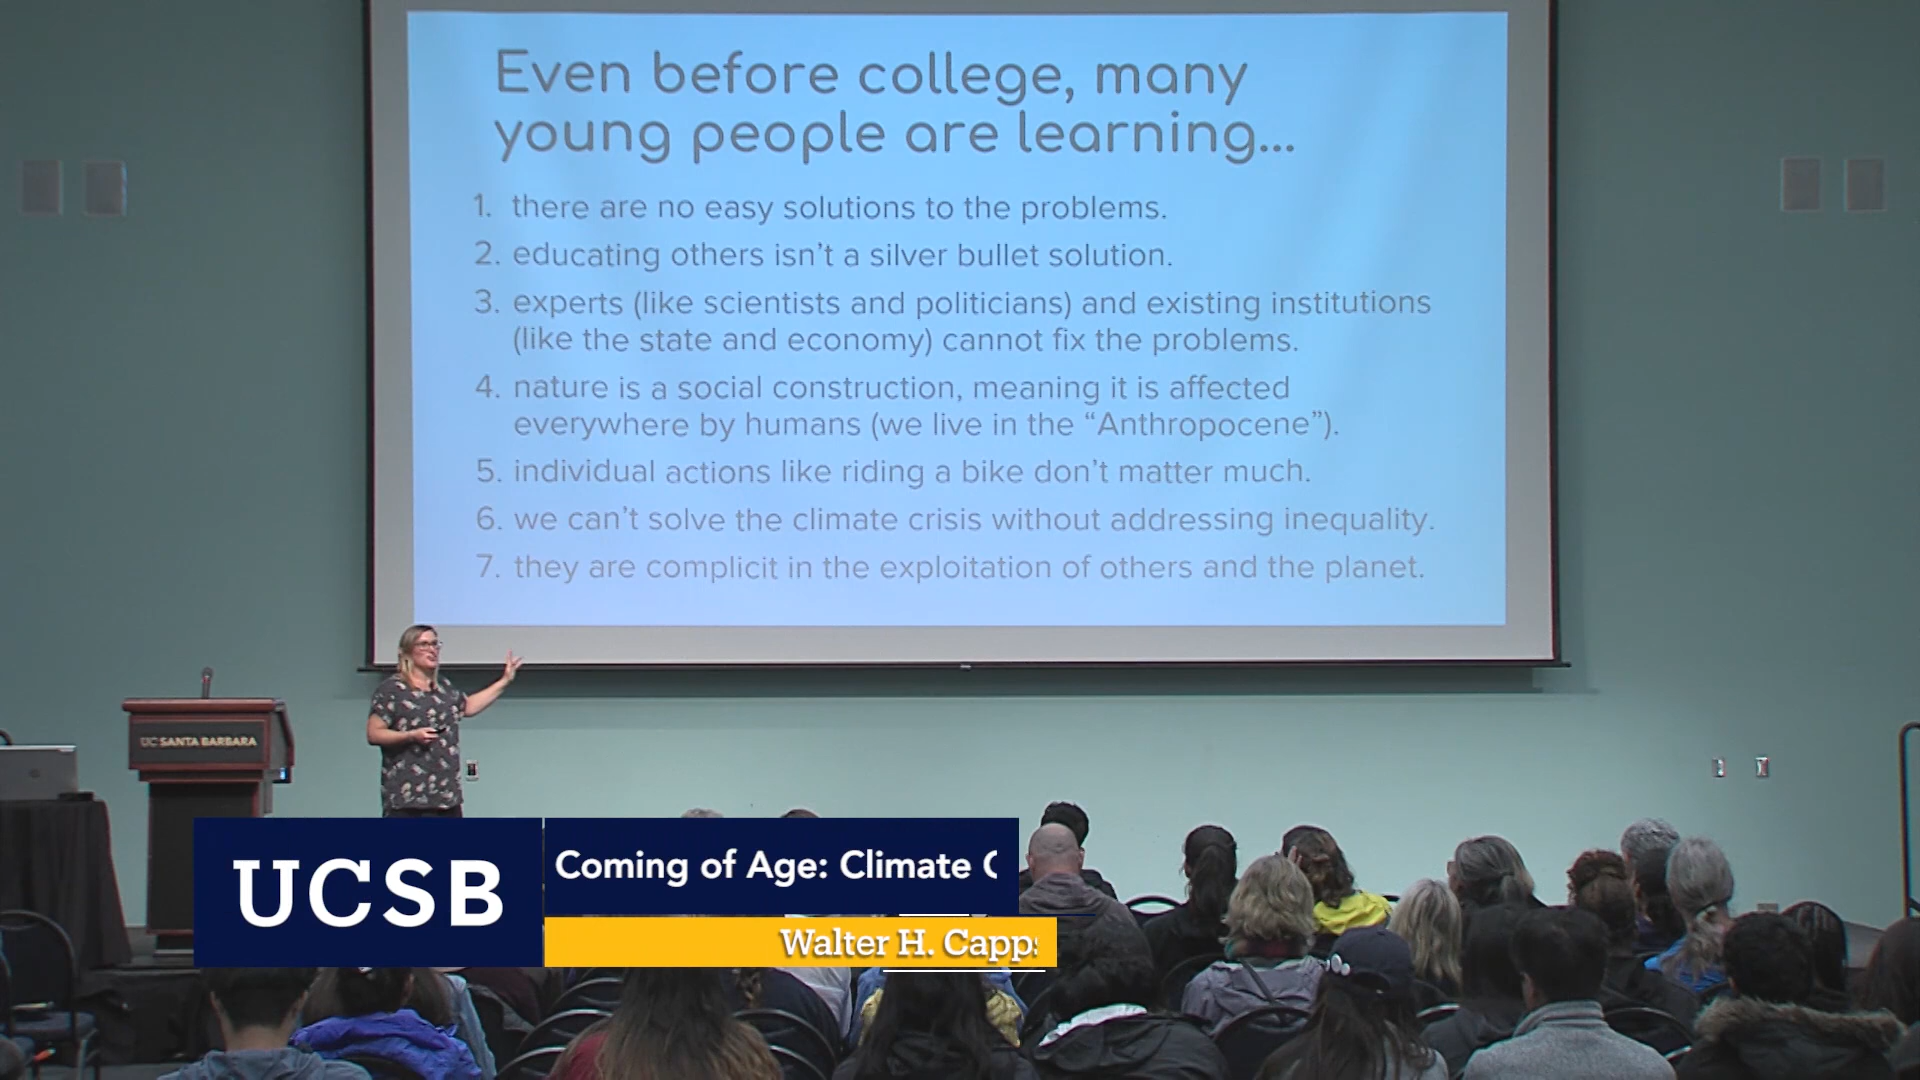 Even before college, many
young people are learning...
1. there are no easy solutions to the problems.
2. educating others isn't a silver bullet solution.
3. experts (like scientists and politicians) and existing institutions
(like the state and economy) cannot fix the problems.
4. nature is a social construction, meaning it is affected
everywhere by humans (we live in the “Anthropocene”).
5. individual actions like riding a bike don't matter much.
6. we can't solve the climate crisis without addressing inequality.
7. they are complicit in the exploitation of others and the planet.
UC SANTA BARBARA
UCSB
Coming of Age: Climate
Walter H. Capps